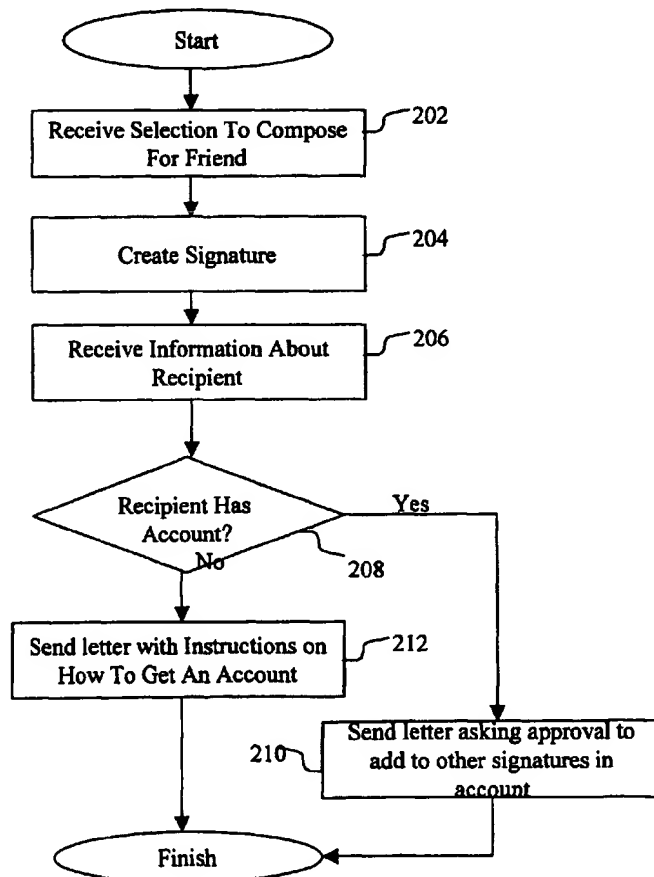 Start
202
Receive Selection To Compose
For Friend
204
Create Signature
206
Receive Information About
Recipient
Recipient Has
Account?
Yes
No
208
Send letter with Instructions on
How To Get An Account
212
Send letter asking approval to
add to other signatures in
account
210
Finish